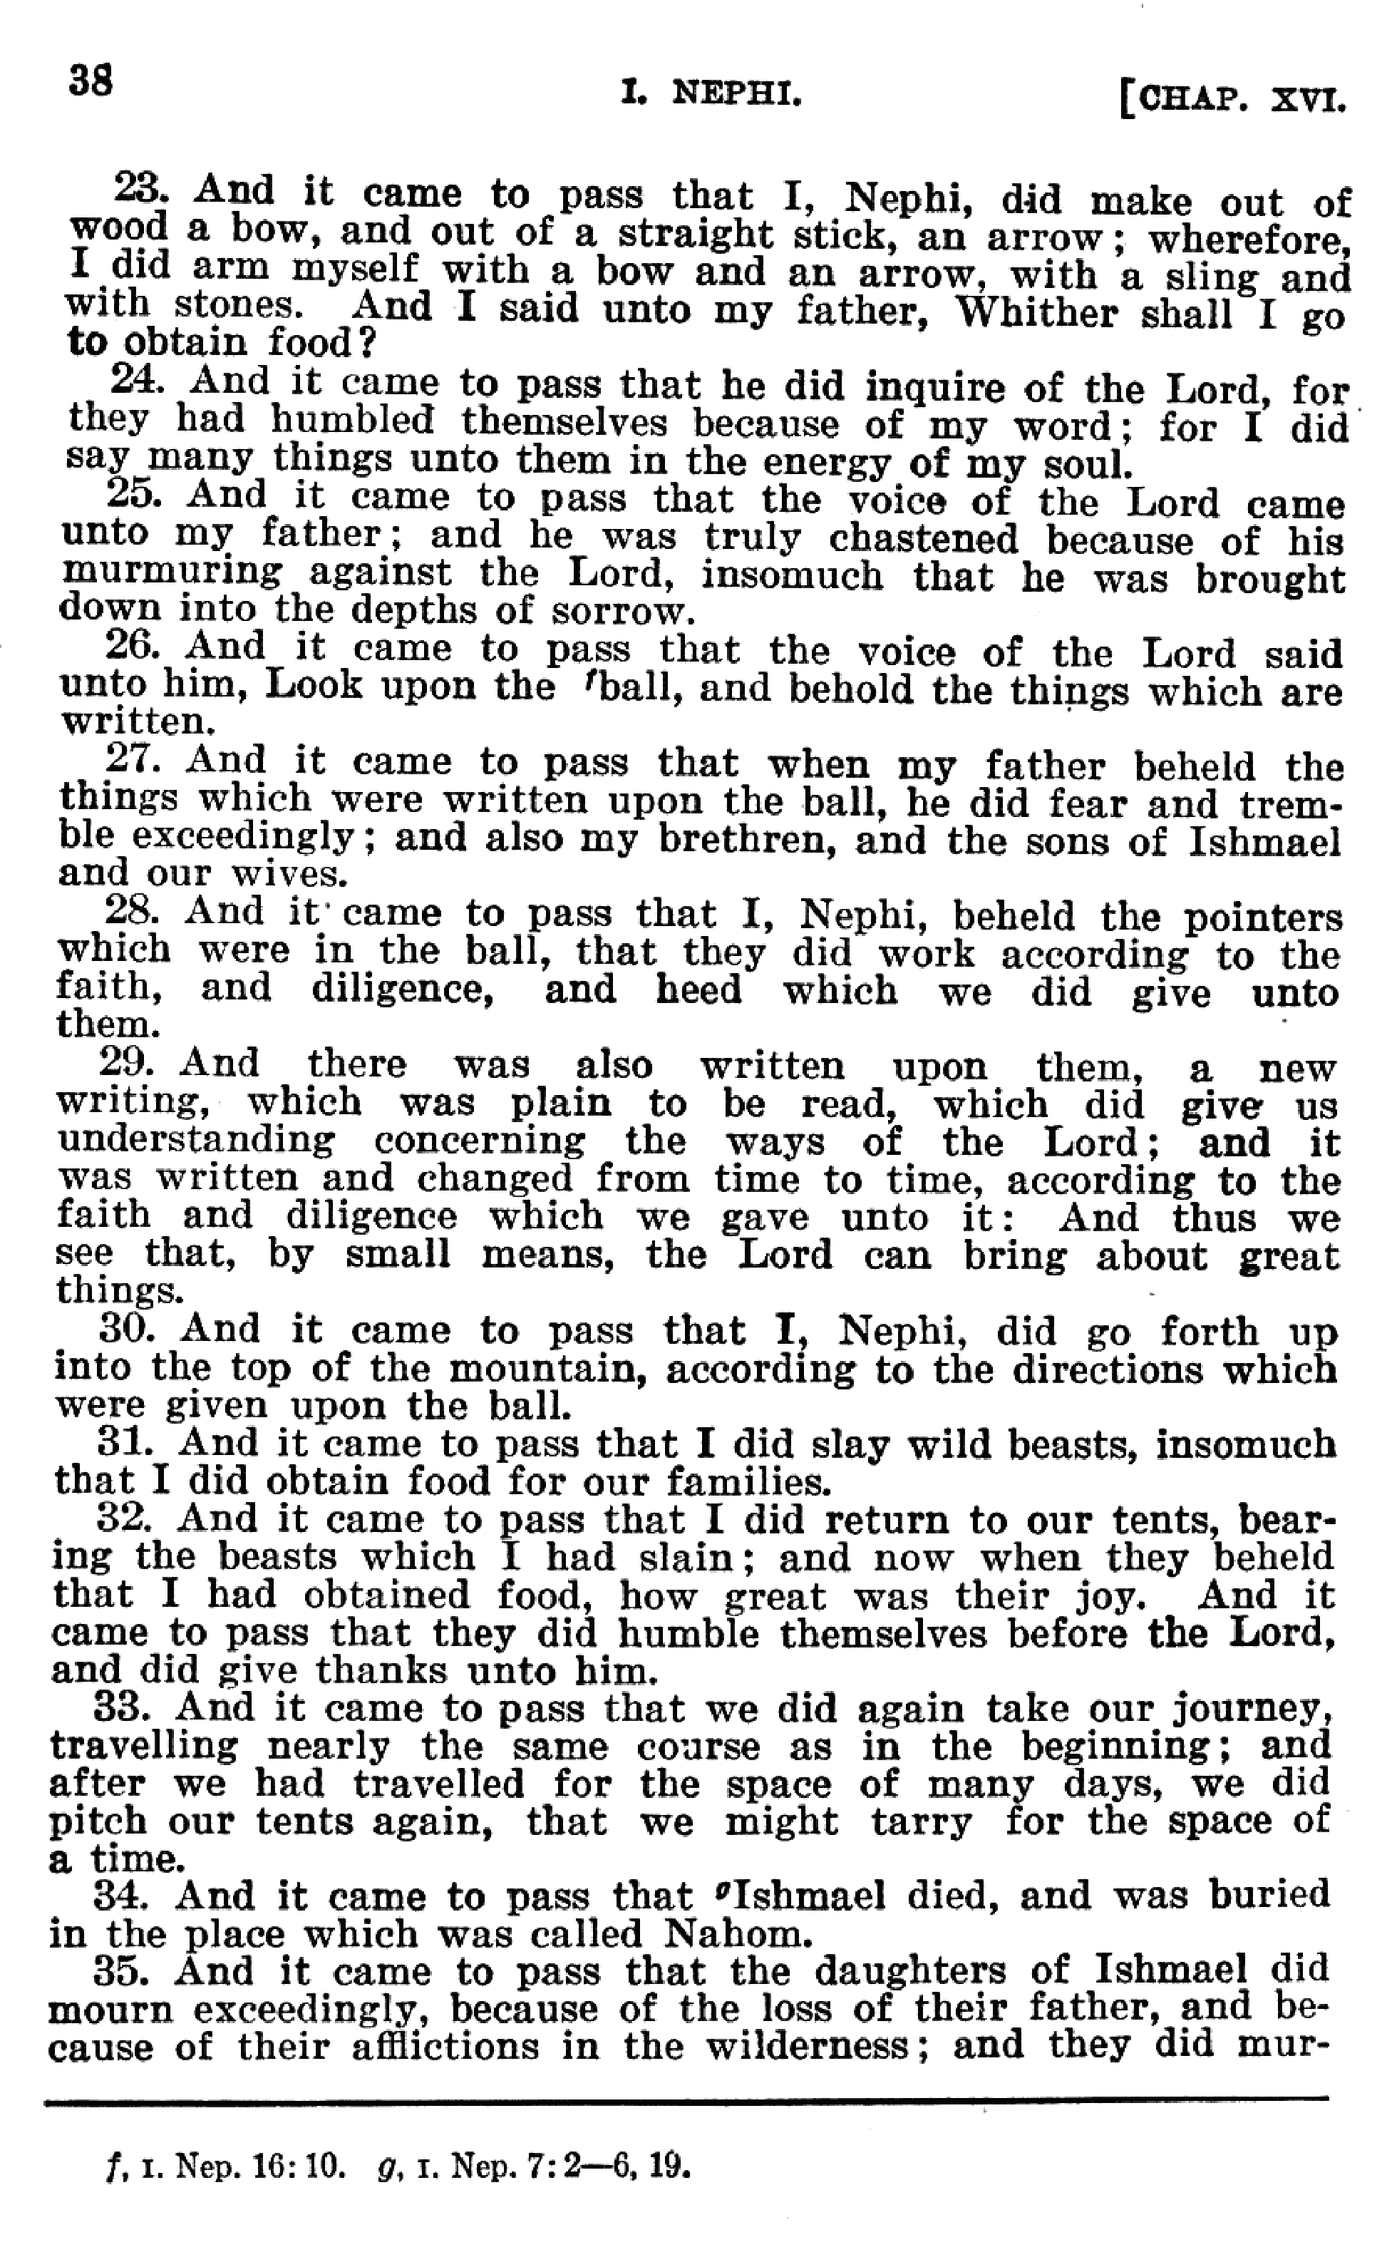 38
I. NEPHI.
[CHAP. XVI.
23. And it came to pass that I, Nephi, did make out of
wood a bow, and out of a straight stick, an arrow; wherefore,
I did arm myself with a bow and an arrow, with a sling and
with stones. And I said unto my father, Whither shall I go
to obtain food?
24. And it came to pass that he did inquire of the Lord, for
they had humbled themselves because of my word; for I did
say many things unto them in the energy of my soul.
25. And it came to pass that the voice of the Lord came
unto my father; and he was truly chastened because of his
murmuring against the Lord, insomuch that he was brought
down into the depths of sorrow.
26. And it came to pass that the voice of the Lord said
unto him, Look upon the fball, and behold the things which are
written.
27. And it came to pass that when my father beheld the
things which were written upon the ball, he did fear and trem-
ble exceedingly; and also my brethren, and the sons of Ishmael
and our wives.
28. And it came to pass that I, Nephi, beheld the pointers
which were in the ball, that they did work according to the
faith, and diligence, and heed which we did give unto
them.
29. And there was also written upon them, a new
writing, which was plain to be read, which did give us
understanding concerning the ways of the Lord; and it
was written and changed from time to time, according to the
faith and diligence which we gave unto it: And thus we
see that, by small means, the Lord can bring about great
things.
30. And it came to pass that I, Nephi, did go forth up
into the top of the mountain, according to the directions which
were given upon the ball.
31. And it came to pass that I did slay wild beasts, insomuch
that I did obtain food for our families.
32. And it came to pass that I did return to our tents, bear-
ing the beasts which I had slain; and now when they beheld
that I had obtained food, how great was their joy. And it
came to pass that they did humble themselves before the Lord,
and did give thanks unto him.
33. And it came to pass that we did again take our journey,
travelling nearly the same course as in the beginning; and
after we had travelled for the space of many days, we did
pitch our tents again, that we might tarry for the space of
a time.
34. And it came to pass that gIshmael died, and was buried
in the place which was called Nahom.
35. And it came to pass that the daughters of Ishmael did
mourn exceedingly, because of the loss of their father, and be-
cause of their afflictions in the wilderness; and they did mur-
f, I. Nep. 16:10. g, I. Nep. 7:2—6, 19.